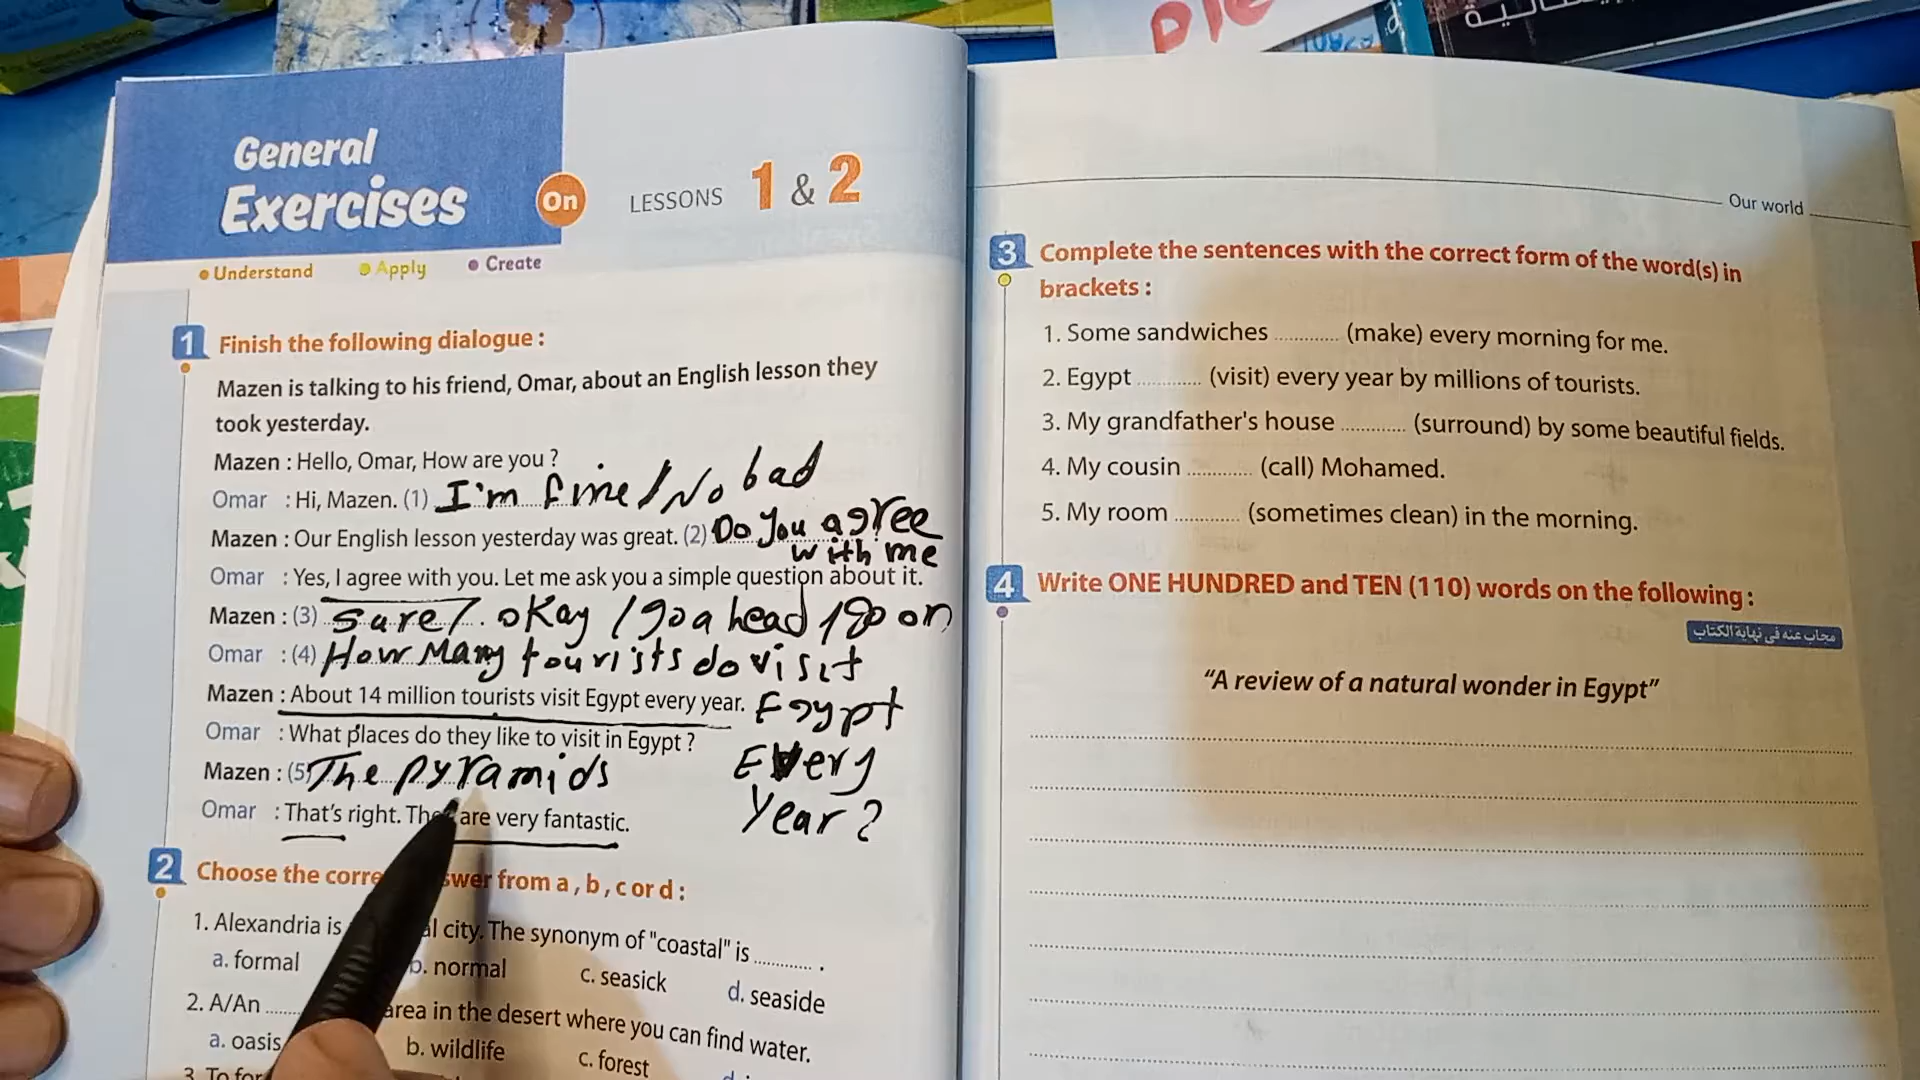 General
Exercises
On
LESSONS 1 & 2
Understand Apply Create
1 Finish the following dialogue :
Mazen is talking to his friend, Omar, about an English lesson they
took yesterday.
Mazen : Hello, Omar, How are you ?
Omar : Hi, Mazen. (1) I'm fine / No bad
Mazen : Our English lesson yesterday was great. (2) Do you agree
with me
Omar : Yes, I agree with you. Let me ask you a simple question about it.
Mazen : (3) sure / okay / go a head / go on
Omar : (4) How Many tourists do visit
Mazen : About 14 million tourists visit Egypt every year. Egypt
Omar : What places do they like to visit in Egypt ?
Every
Mazen : (5) The pyramids
Year ?
Omar : That's right. are very fantastic.
2 Choose the from a , b , c or d :
1. Alexandria is city. The synonym of "coastal" is ............ .
a. formal b. normal c. seasick d. seaside
2. A/An ........ area in the desert where you can find water.
a. oasis b. wildlife c. forest
3. To
Our world
3 Complete the sentences with the correct form of the word(s) in
brackets :
1. Some sandwiches ............ (make) every morning for me.
2. Egypt ............ (visit) every year by millions of tourists.
3. My grandfather's house ............ (surround) by some beautiful fields.
4. My cousin ............ (call) Mohamed.
5. My room ............ (sometimes clean) in the morning.
4 Write ONE HUNDRED and TEN (110) words on the following :
مجاب عنه فى نهاية الكتاب
"A review of a natural wonder in Egypt"